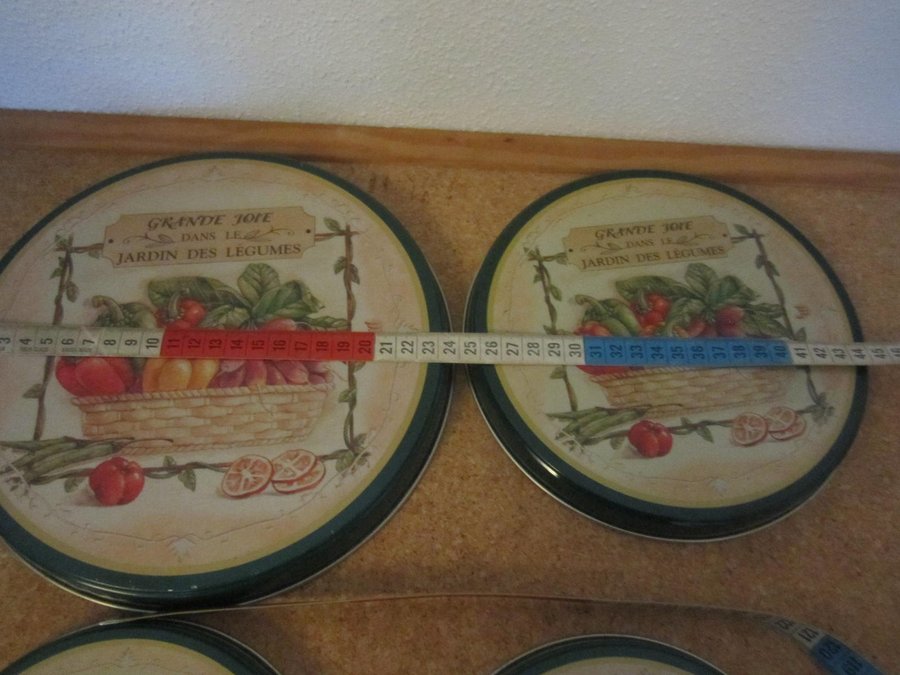 GRANDE JOIE
DANS LE
JARDIN DES LÉGUMES
GRANDE JOIE
DANS LE
JARDIN DES LÉGUMES
3 4 5 6 7 8 9 10 11 12 13 14 15 16 17 18 19 20 21 22 23 24 25 26 27 28 29 30 31 32 33 34 35 36 37 38 39 40 41 42 43 44 45